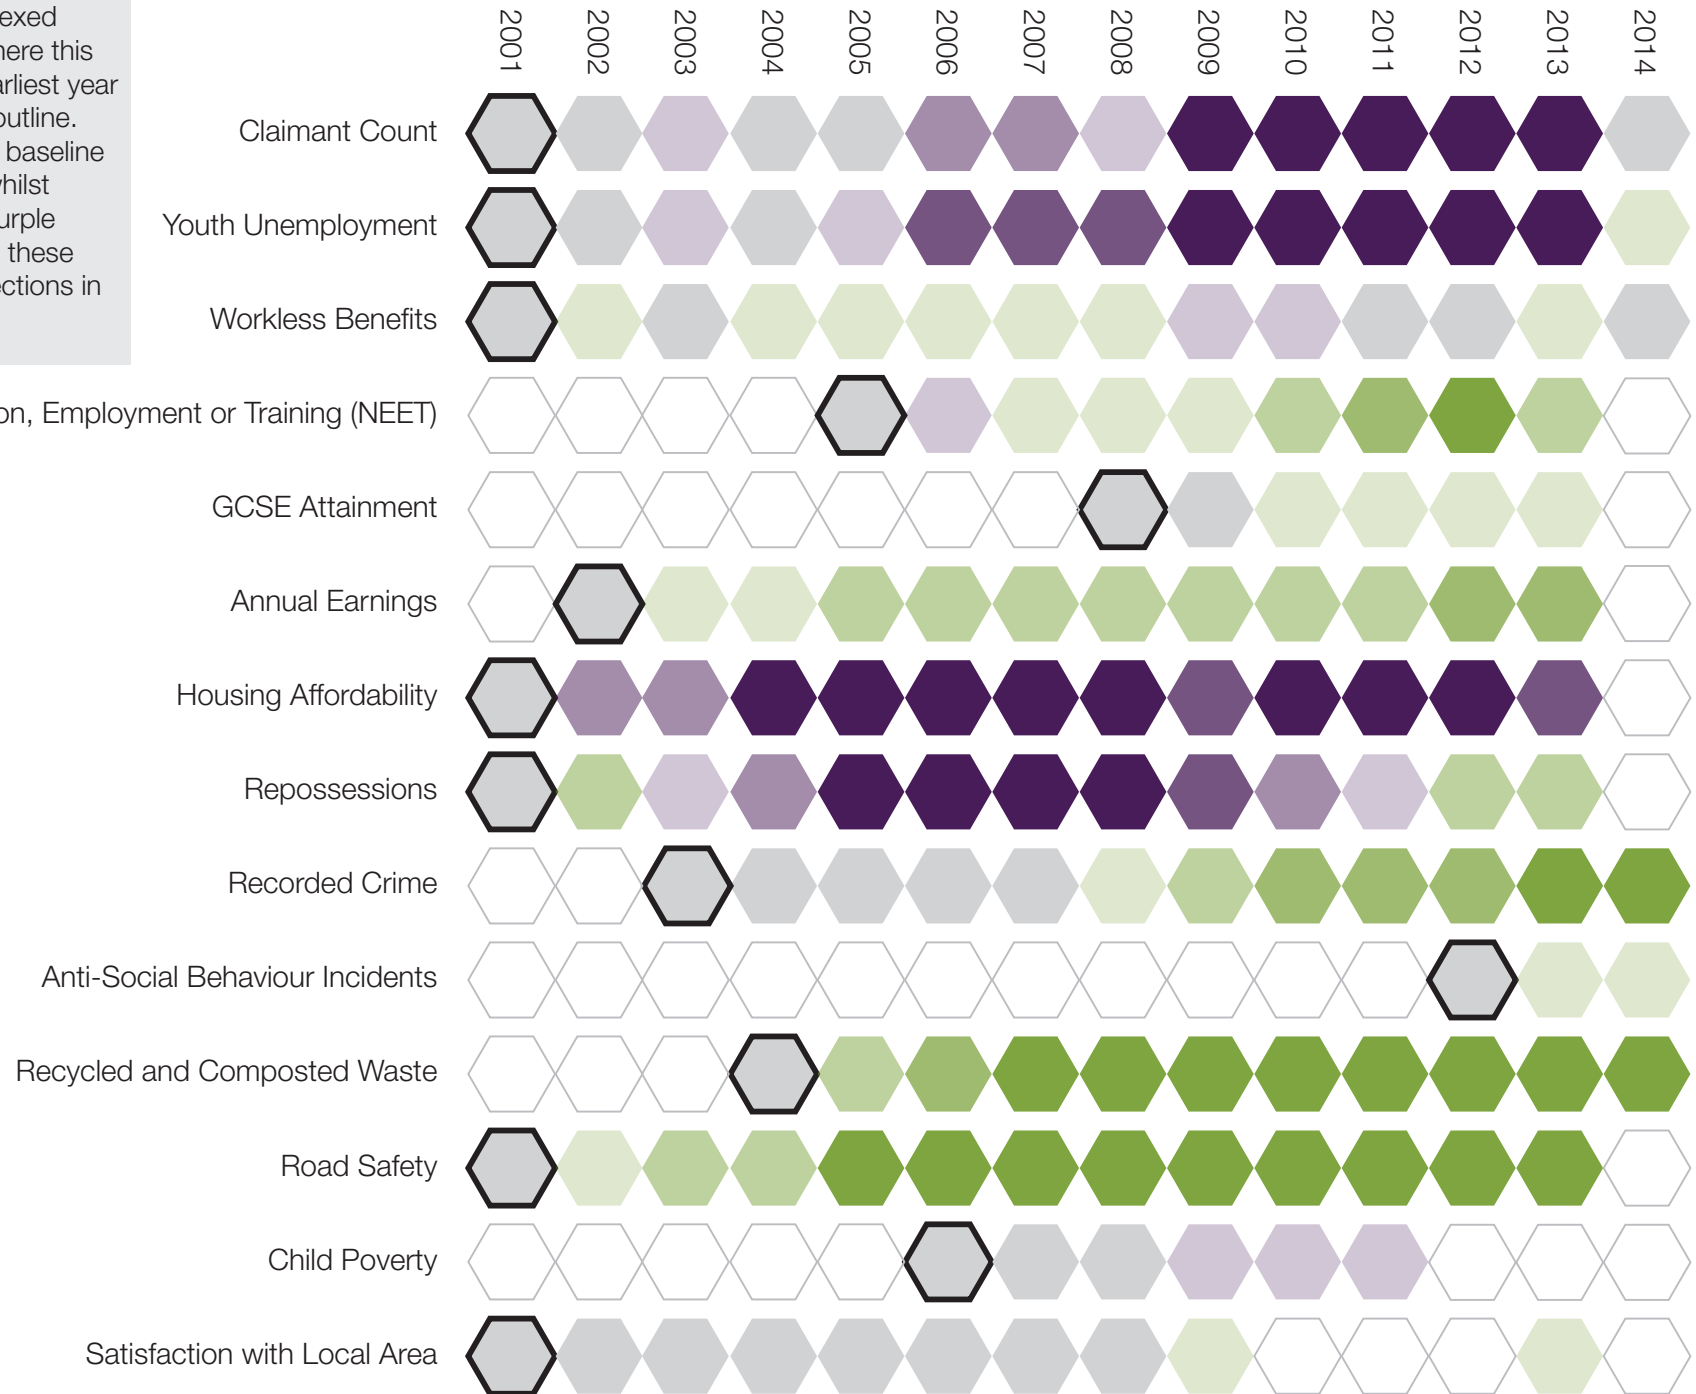 exed
here this
arliest year
outline.
baseline
whilst
urple
these
ections in
2001 2002 2003 2004 2005 2006 2007 2008 2009 2010 2011 2012 2013 2014
Claimant Count
Youth Unemployment
Workless Benefits
on, Employment or Training (NEET)
GCSE Attainment
Annual Earnings
Housing Affordability
Repossessions
Recorded Crime
Anti-Social Behaviour Incidents
Recycled and Composted Waste
Road Safety
Child Poverty
Satisfaction with Local Area